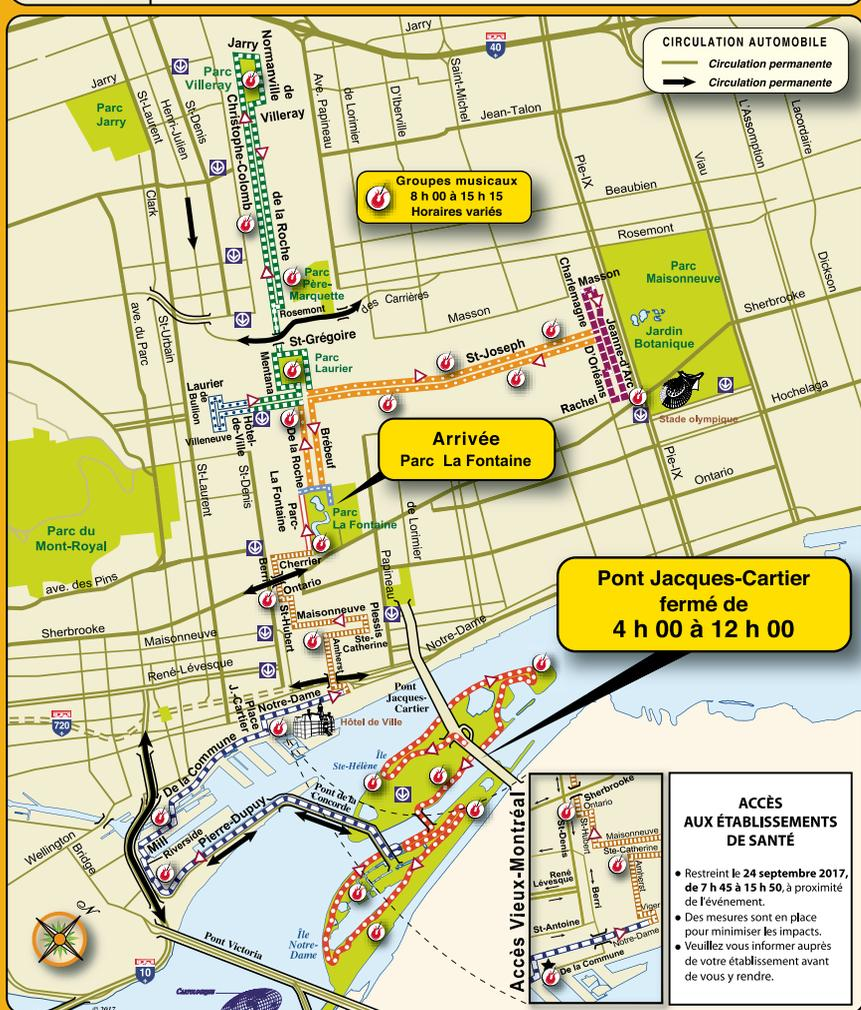 Jarry
Jarry
40
CIRCULATION AUTOMOBILE
Circulation permanente
Circulation permanente
Normanville
de
Parc
Villeray
Villeray
Jarry
Parc
Jarry
St-Laurent
Henri-Julien
St-Denis
Christophe-Colomb
Ave. Papineau
de Lorimier
D'Iberville
Saint-Michel
Jean-Talon
L'Assomption
Lacordaire
Pie-IX
Viau
Beaubien
Groupes musicaux
8 h 00 à 15 h 15
Horaires variés
Clark
de la Roche
Rosemont
Parc
Maisonneuve
Dickson
Parc
Père-
Marquette
des Carrières
Charlemagne
Masson
Rosemont
Masson
Sherbrooke
ave. du Parc
St-Urbain
St-Grégoire
Jardin
Botanique
Mentana
Parc
Laurier
St-Joseph
D'Orléans
Jeanne-d'Arc
Hochelaga
Laurier
de
Bullion
Rachel
Stade olympique
Villeneuve
Hôtel-
de-Ville
De la Roche
Brébeuf
Arrivée
Parc La Fontaine
Pie-IX
Ontario
St-Laurent
St-Denis
La Fontaine
Parc-
Parc
La Fontaine
de Lorimier
Parc du
Mont-Royal
ave. des Pins
Berri
Cherrier
Ontario
Papineau
Pont Jacques-Cartier
fermé de
4 h 00 à 12 h 00
Sherbrooke
Maisonneuve
St-Hubert
Maisonneuve
Plessis
Ste-
Catherine
Notre-Dame
René-Lévesque
Amherst
Pont
Jacques-
Cartier
J.-Cartier
Place
Notre-Dame
720
Hôtel de Ville
De la Commune
Île
Ste-Hélène
Pont de la
Concorde
Pierre-Dupuy
Mill
Riverside
Wellington
Bridge
N
Île
Notre-
Dame
Pont Victoria
10
© 2017
Accès Vieux-Montréal
Sherbrooke
Ontario
St-Denis
St-Hubert
Maisonneuve
Ste-Catherine
René
Lévesque
Amherst
Berri
Viger
St-Antoine
Notre-Dame
De la Commune
ACCÈS
AUX ÉTABLISSEMENTS
DE SANTÉ
• Restreint le 24 septembre 2017,
de 7 h 45 à 15 h 50, à proximité
de l'événement.
• Des mesures sont en place
pour minimiser les impacts.
• Veuillez vous informer auprès
de votre établissement avant
de vous y rendre.